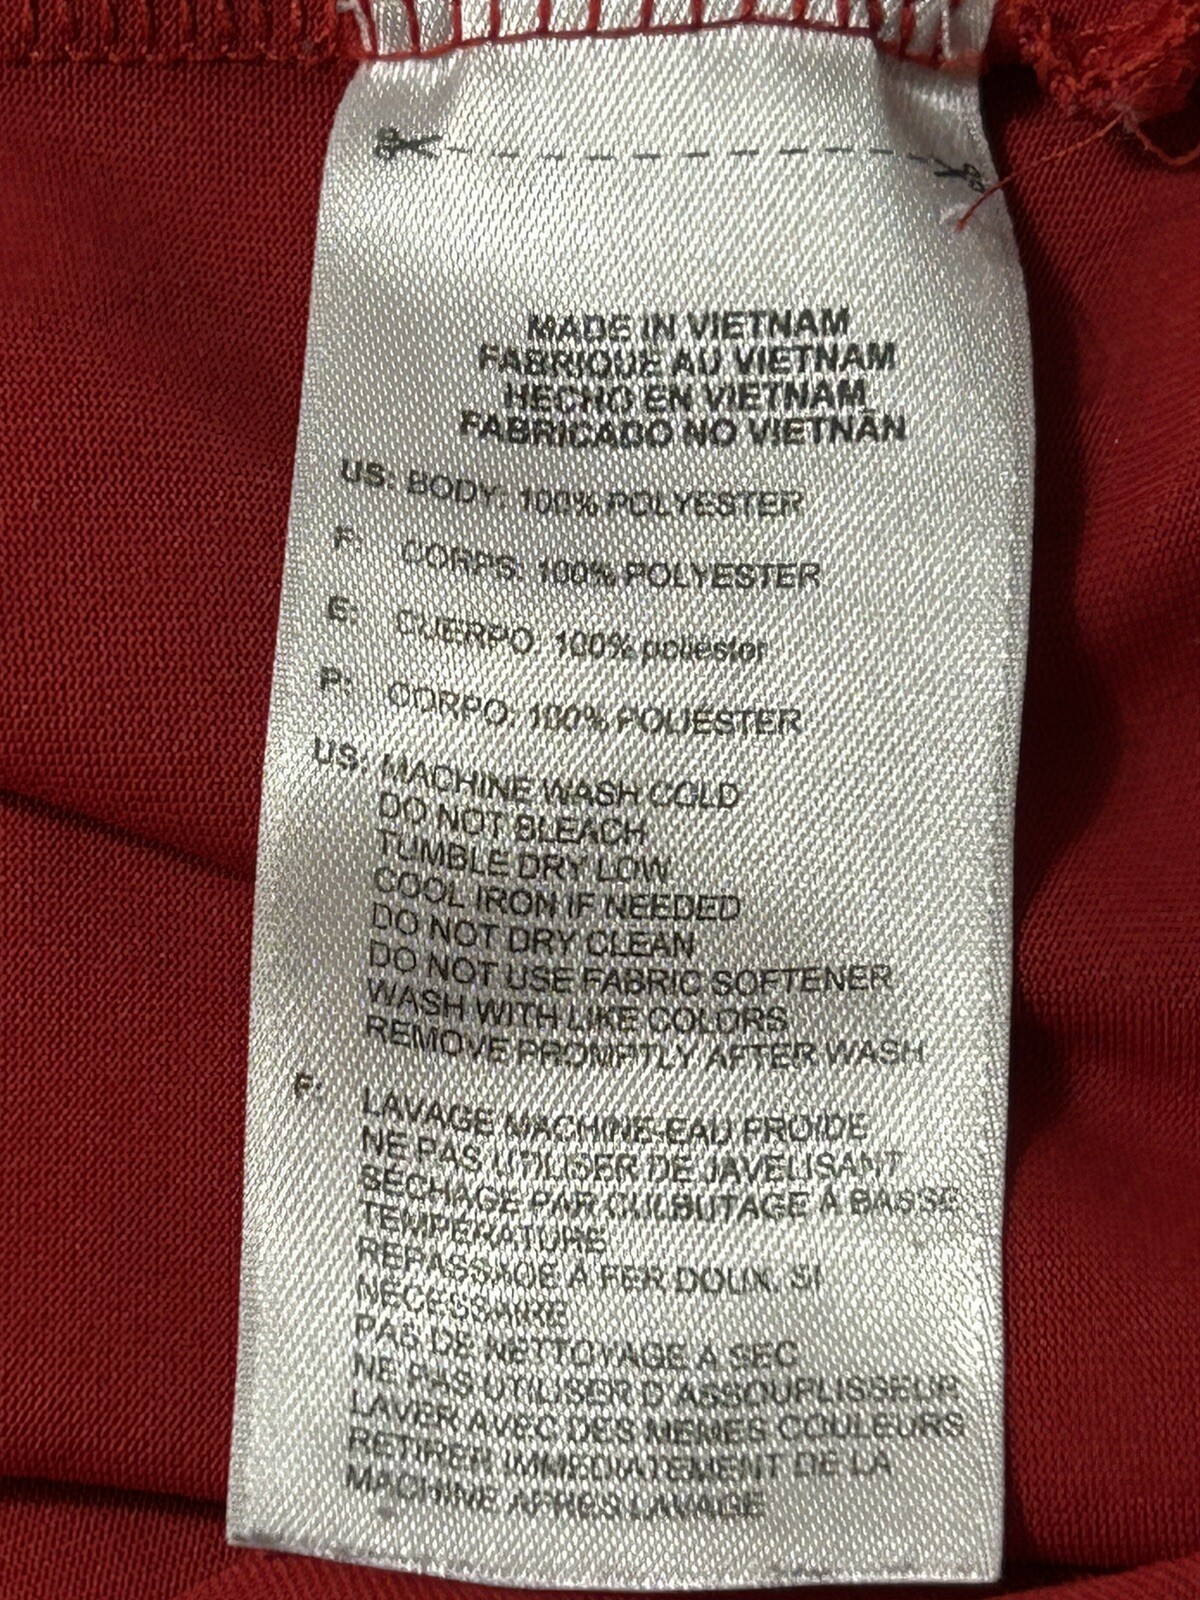 MADE IN VIETNAM
FABRIQUE AU VIETNAM
HECHO EN VIETNAM
FABRICADO NO VIETNÃN
US: BODY: 100% POLYESTER
F: CORPS: 100% POLYESTER
E: CUERPO: 100% poliester
P: CORPO: 100% POLIESTER
US: MACHINE WASH COLD
DO NOT BLEACH
TUMBLE DRY LOW
COOL IRON IF NEEDED
DO NOT DRY CLEAN
DO NOT USE FABRIC SOFTENER
WASH WITH LIKE COLORS
REMOVE PROMPTLY AFTER WASH
F: LAVAGE MACHINE-EAU FROIDE
NE PAS UTILISER DE JAVELISANT
SECHAGE PAR CULBUTAGE A BASSE
TEMPERATURE
REPASSAGE A FER DOUX, SI
NECESSAIRE
PAS DE NETTOYAGE A SEC
NE PAS UTILISER D'ASSOUPLISSEUR
LAVER AVEC DES MEMES COULEURS
RETIRER IMMEDIATEMENT DE LA
MACHINE APRES LAVAGE